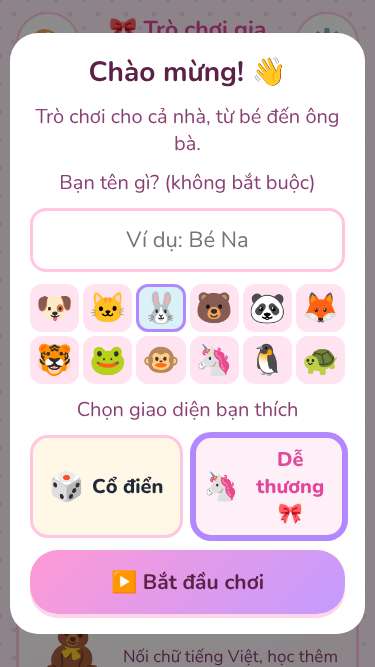 Trò chơi gia
Chào mừng! 👋
Trò chơi cho cả nhà, từ bé đến ông
bà.
Bạn tên gì? (không bắt buộc)
Ví dụ: Bé Na
Chọn giao diện bạn thích
Cổ điển
Dễ
thương
🎀
Bắt đầu chơi
Nối chữ tiếng Việt, học thêm